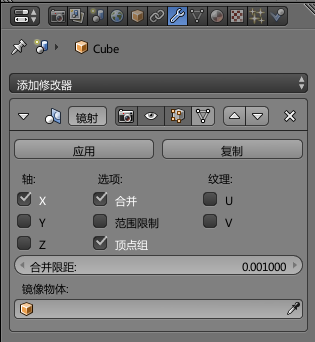 Cube
添加修改器
镜射
应用 复制
轴: 选项: 纹理:
X 合并 U
Y 范围限制 V
Z 顶点组
合并限距: 0.001000
镜像物体: